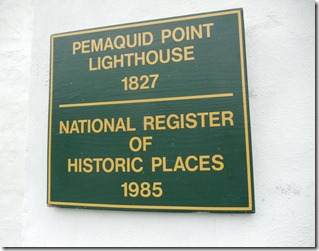 PEMAQUID POINT
LIGHTHOUSE
1827
NATIONAL REGISTER
OF
HISTORIC PLACES
1985